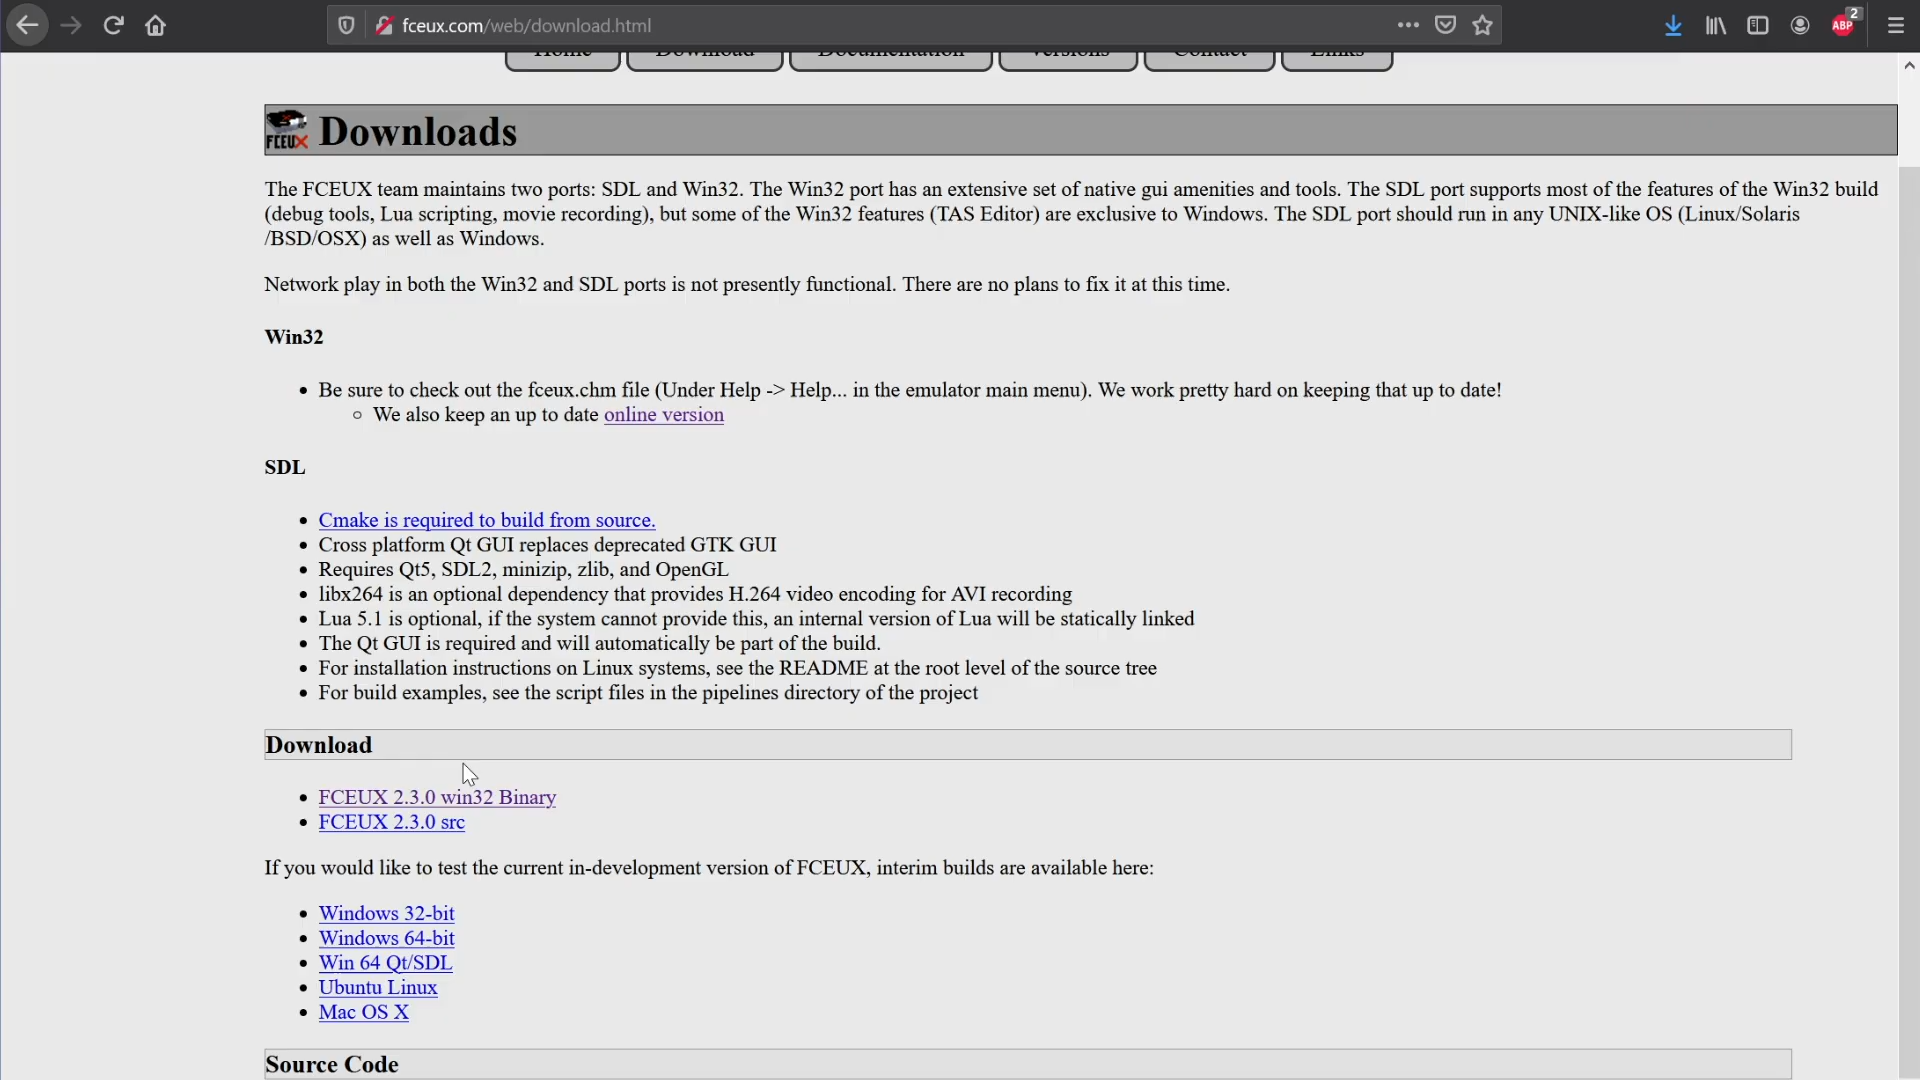 2
ABP
fceux.com/web/download.html
Home Download Documentation Versions Contact Links
FCEUX Downloads
The FCEUX team maintains two ports: SDL and Win32. The Win32 port has an extensive set of native gui amenities and tools. The SDL port supports most of the features of the Win32 build
(debug tools, Lua scripting, movie recording), but some of the Win32 features (TAS Editor) are exclusive to Windows. The SDL port should run in any UNIX-like OS (Linux/Solaris
/BSD/OSX) as well as Windows.
Network play in both the Win32 and SDL ports is not presently functional. There are no plans to fix it at this time.
Win32
Be sure to check out the fceux.chm file (Under Help -> Help... in the emulator main menu). We work pretty hard on keeping that up to date!
We also keep an up to date online version
SDL
Cmake is required to build from source.
Cross platform Qt GUI replaces deprecated GTK GUI
Requires Qt5, SDL2, minizip, zlib, and OpenGL
libx264 is an optional dependency that provides H.264 video encoding for AVI recording
Lua 5.1 is optional, if the system cannot provide this, an internal version of Lua will be statically linked
The Qt GUI is required and will automatically be part of the build.
For installation instructions on Linux systems, see the README at the root level of the source tree
For build examples, see the script files in the pipelines directory of the project
Download
FCEUX 2.3.0 win32 Binary
FCEUX 2.3.0 src
If you would like to test the current in-development version of FCEUX, interim builds are available here:
Windows 32-bit
Windows 64-bit
Win 64 Qt/SDL
Ubuntu Linux
Mac OS X
Source Code